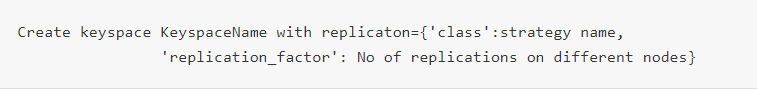 Create keyspace KeyspaceName with replicaton={'class':strategy name,
'replication_factor': No of replications on different nodes}